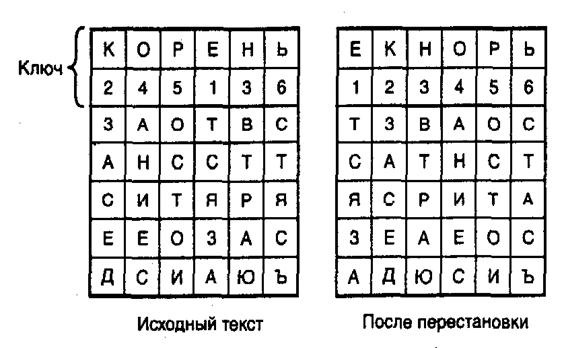 Ключ
К О Р Е Н Ь
2 4 5 1 3 6
З А О Т В С
А Н С С Т Т
С И Т Я Р Я
Е Е О З А С
Д С И А Ю Ъ
Исходный текст
Е К Н О Р Ь
1 2 3 4 5 6
Т З В А О С
С А Т Н С Т
Я С Р И Т А
З Е А Е О С
А Д Ю С И Ъ
После перестановки